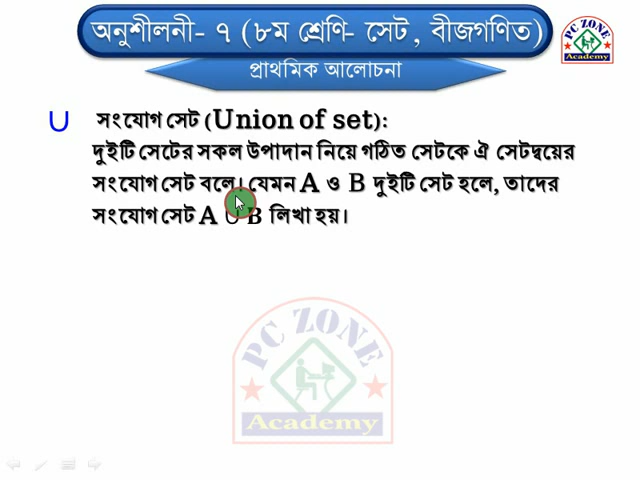 অনুশীলনী- ৭ (৮ম শ্রেণি- সেট , বীজগণিত)
প্রাথমিক আলোচনা
PC ZONE
Academy
U সংযোগ সেট (Union of set):
দুইটি সেটের সকল উপাদান নিয়ে গঠিত সেটকে ঐ সেটদ্বয়ের
সংযোগ সেট বলে। যেমন A ও B দুইটি সেট হলে, তাদের
সংযোগ সেট A U B লিখা হয়।
PC ZONE
Academy